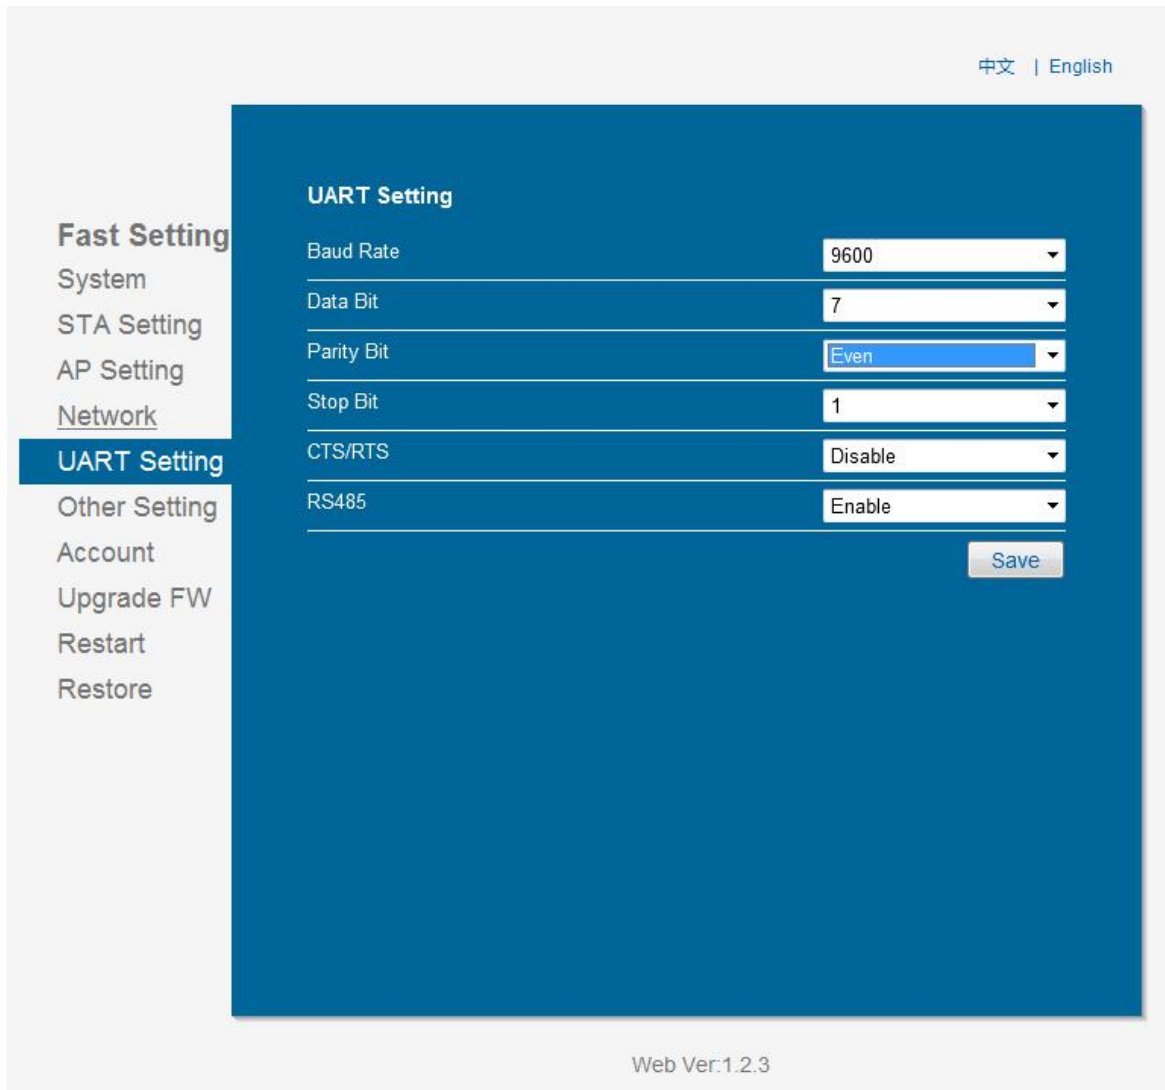 中文 | English
Fast Setting
System
STA Setting
AP Setting
Network
UART Setting
Other Setting
Account
Upgrade FW
Restart
Restore
UART Setting
Baud Rate 9600
Data Bit 7
Parity Bit Even
Stop Bit 1
CTS/RTS Disable
RS485 Enable
Save
Web Ver:1.2.3